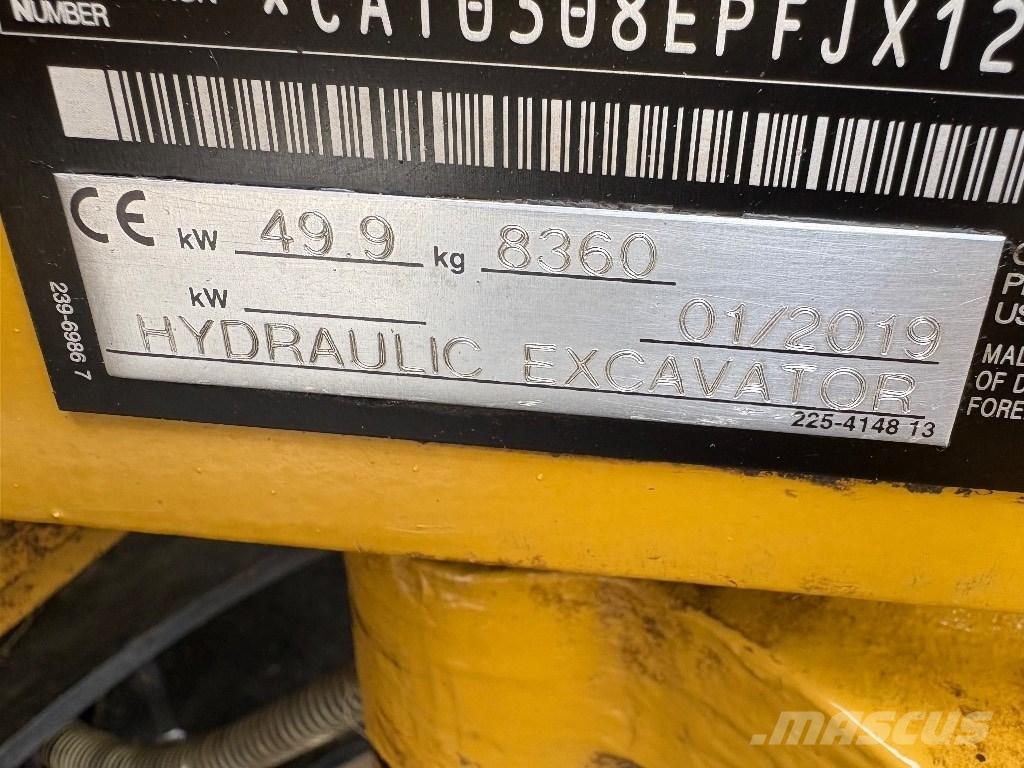 NUMBER
*CAT0308EPFJX12
CE kW 49.9 kg 8360
kW 01/2019
HYDRAULIC EXCAVATOR
225-4148 13
239-6986 7
MAD
OF D
FORE
MASCUS